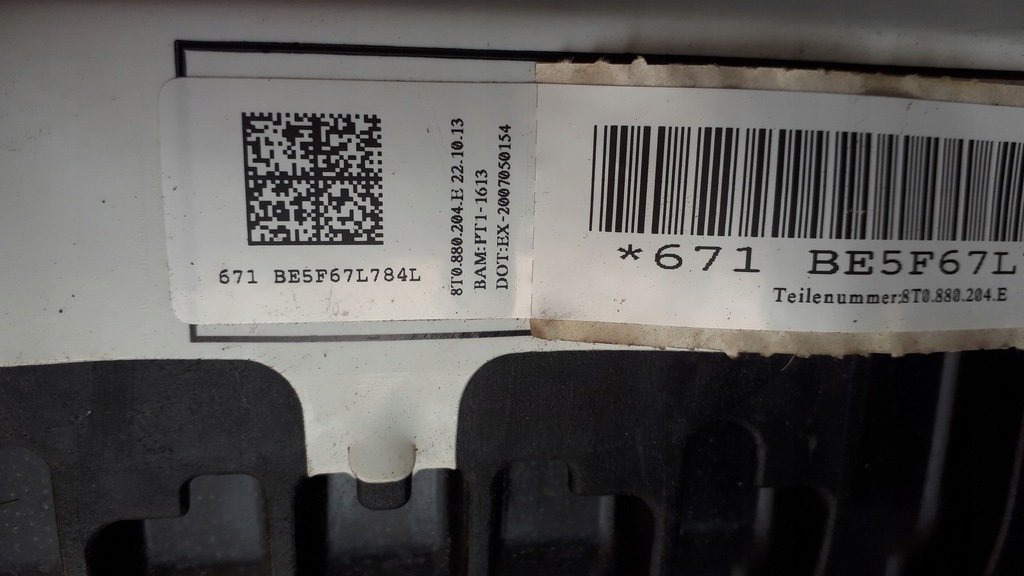 671 BE5F67L784L
8T0.880.204.E 22.10.13
BAM:PT1-1613
DOT:EX-2007050154
*671 BE5F67L
Teilenummer:8T0.880.204.E